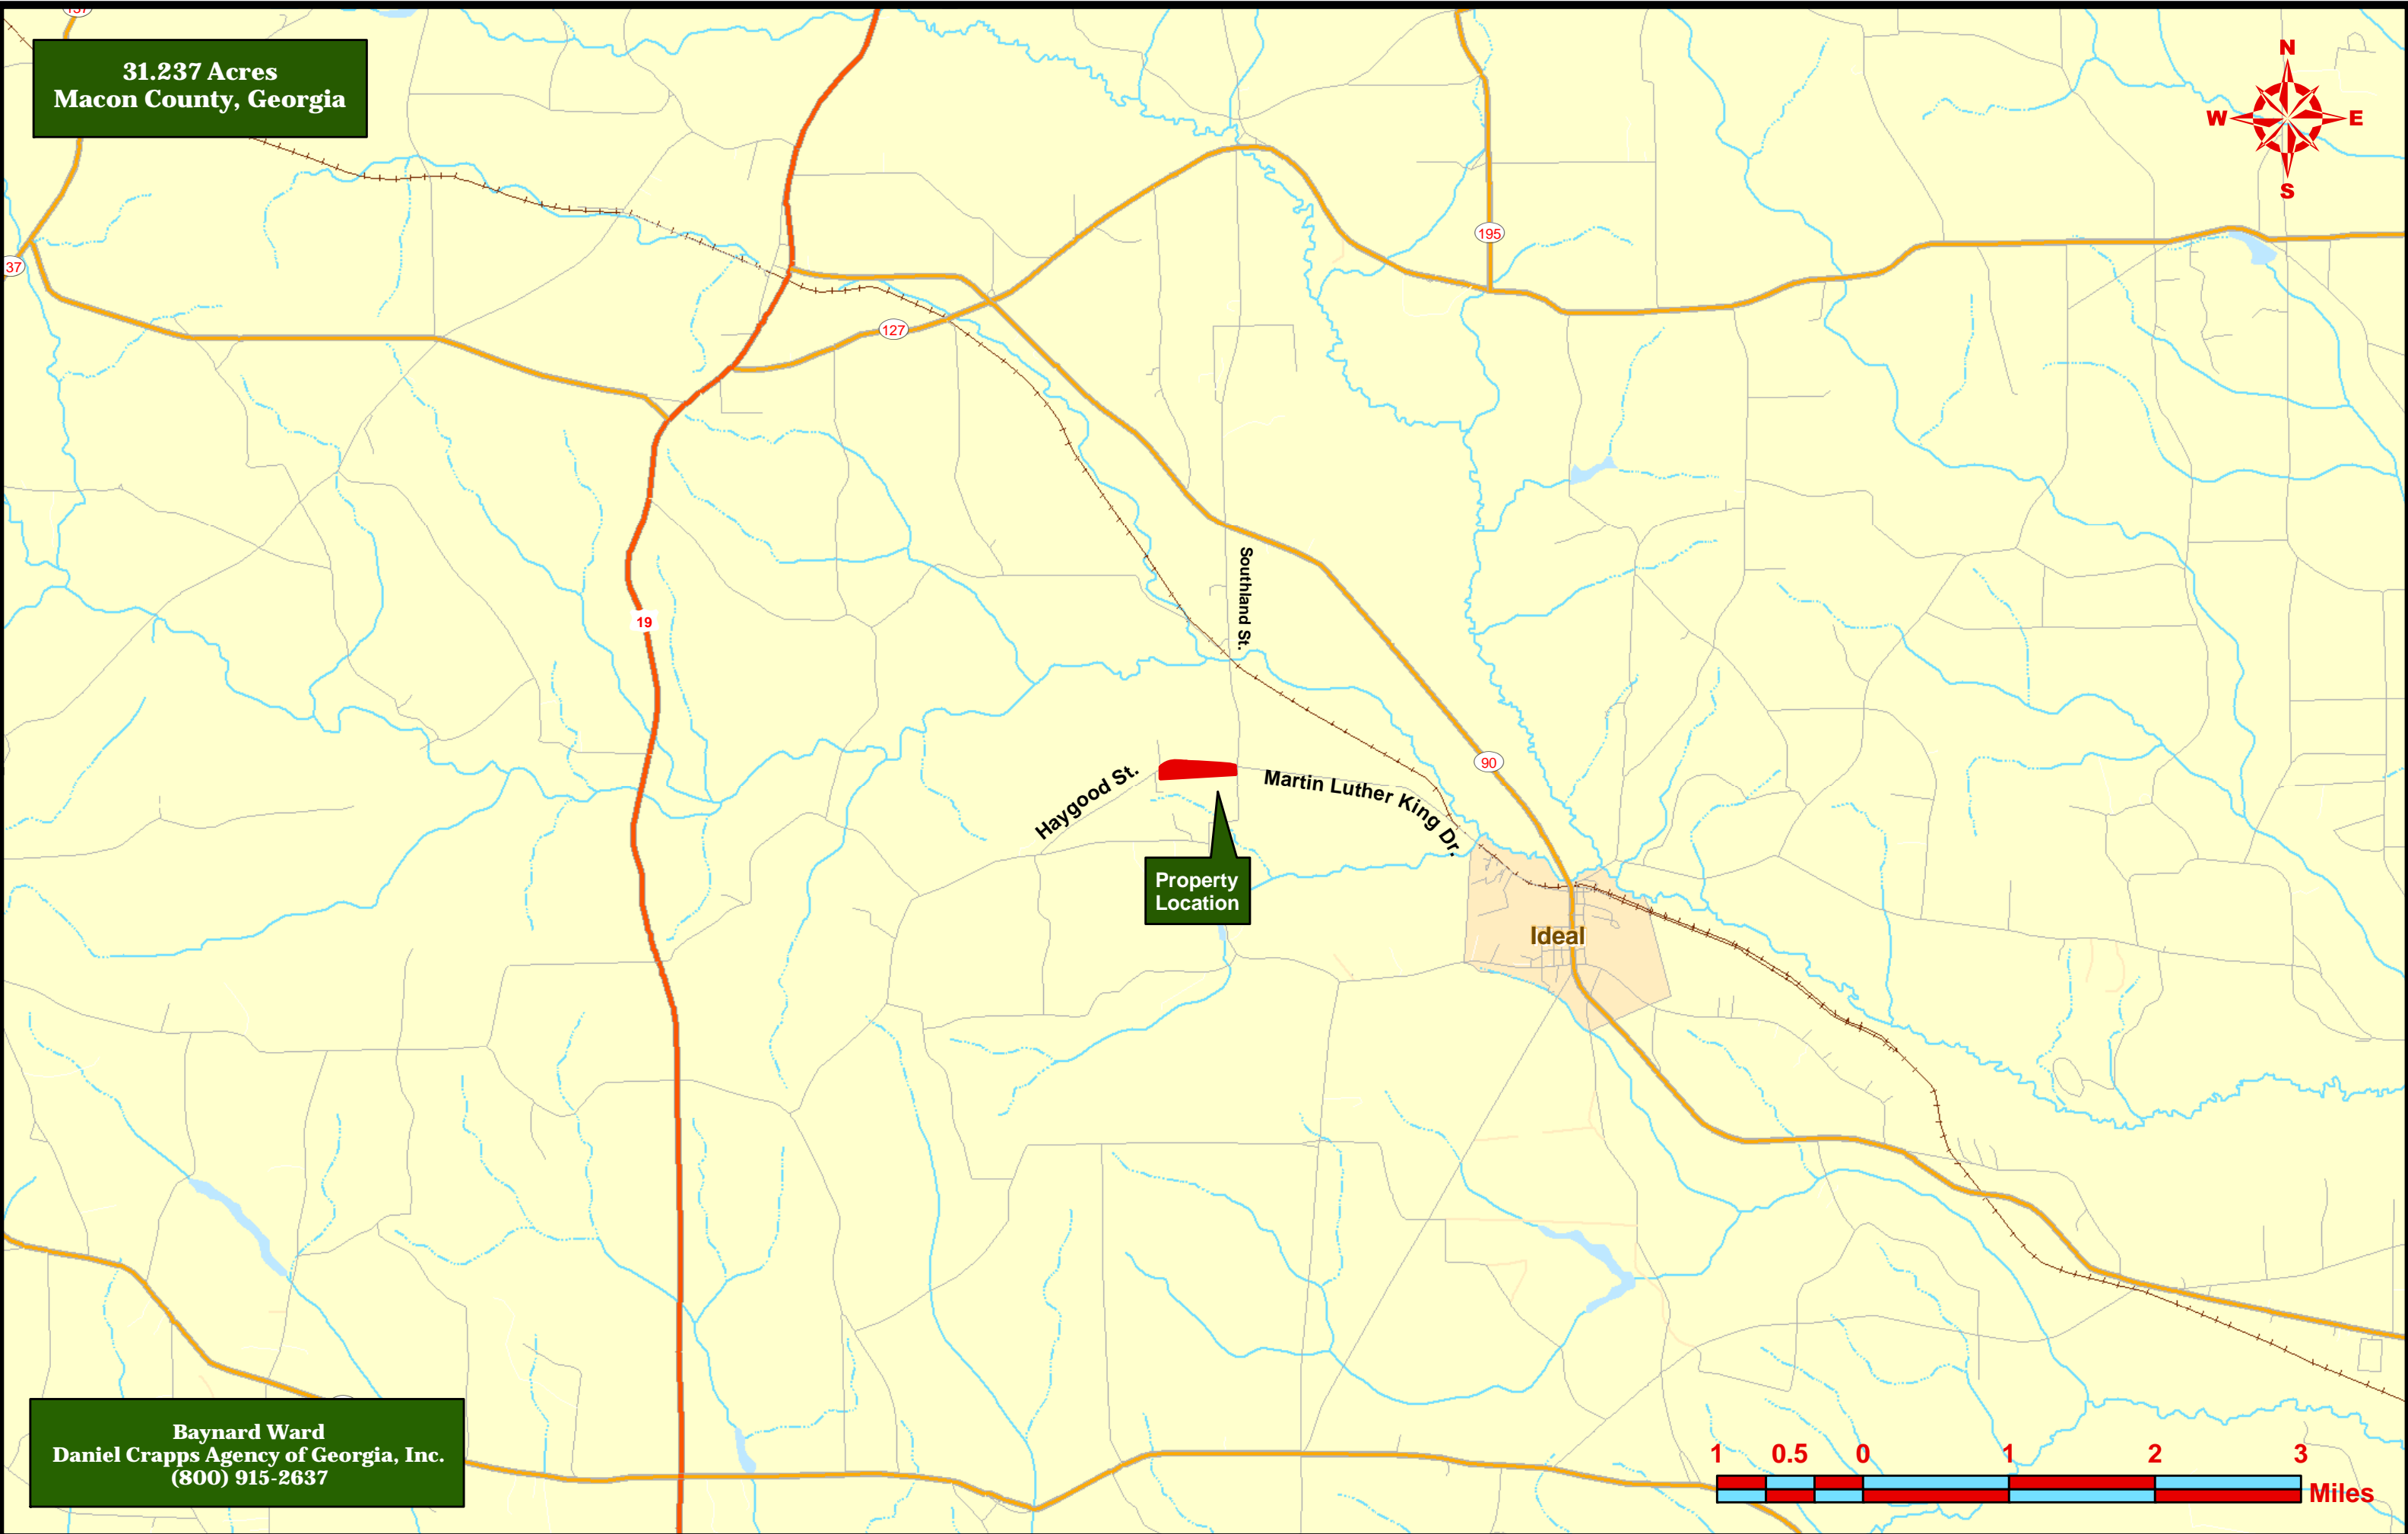 137
31.237 Acres
Macon County, Georgia
N
W
E
S
195
37
127
Southland St.
19
90
Haygood St.
Martin Luther King Dr.
Property
Location
Ideal
Baynard Ward
Daniel Crapps Agency of Georgia, Inc.
(800) 915-2637
1 0.5 0 1 2 3
Miles